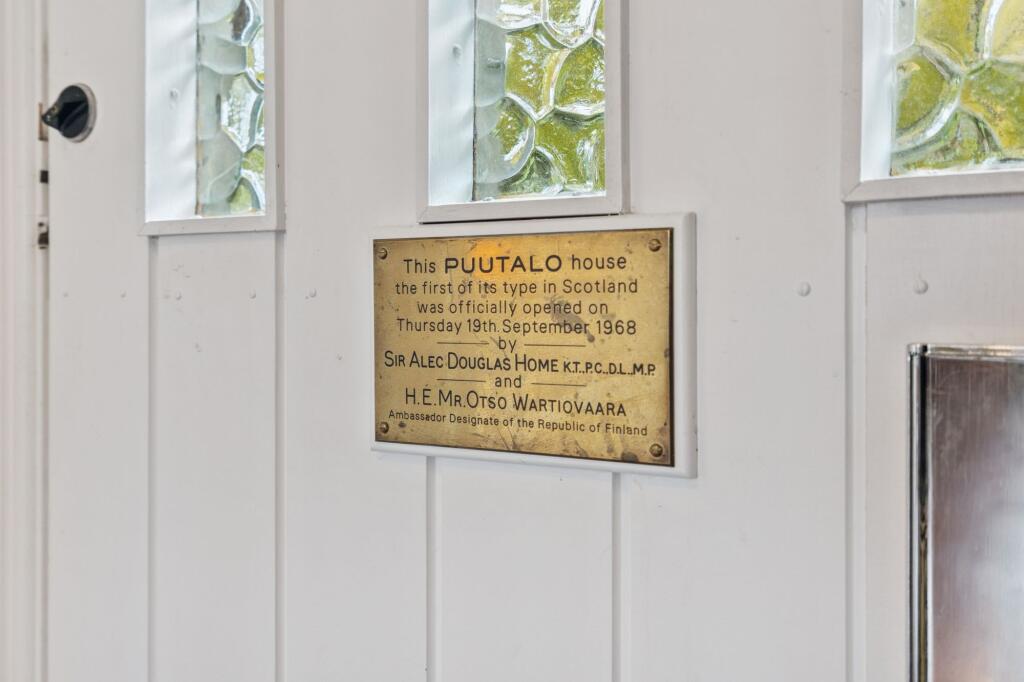 This PUUTALO house
the first of its type in Scotland
was officially opened on
Thursday 19th. September 1968
by
SIR ALEC DOUGLAS HOME K.T.,P.C.,D.L.,M.P.
and
H.E.MR.OTSO WARTIOVAARA
Ambassador Designate of the Republic of Finland